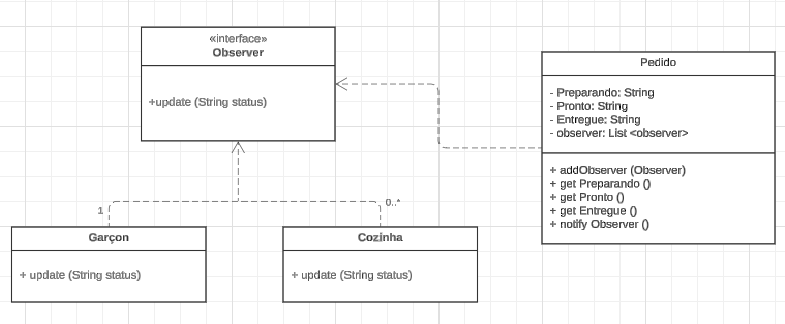 «interface»
Observer
+update (String status)
Pedido
- Preparando: String
- Pronto: String
- Entregue: String
- observer: List <observer>
+ addObserver (Observer)
+ get Preparando ()
+ get Pronto ()
+ get Entregue ()
+ notify Observer ()
1
0..*
Garçon
+ update (String status)
Cozinha
+ update (String status)